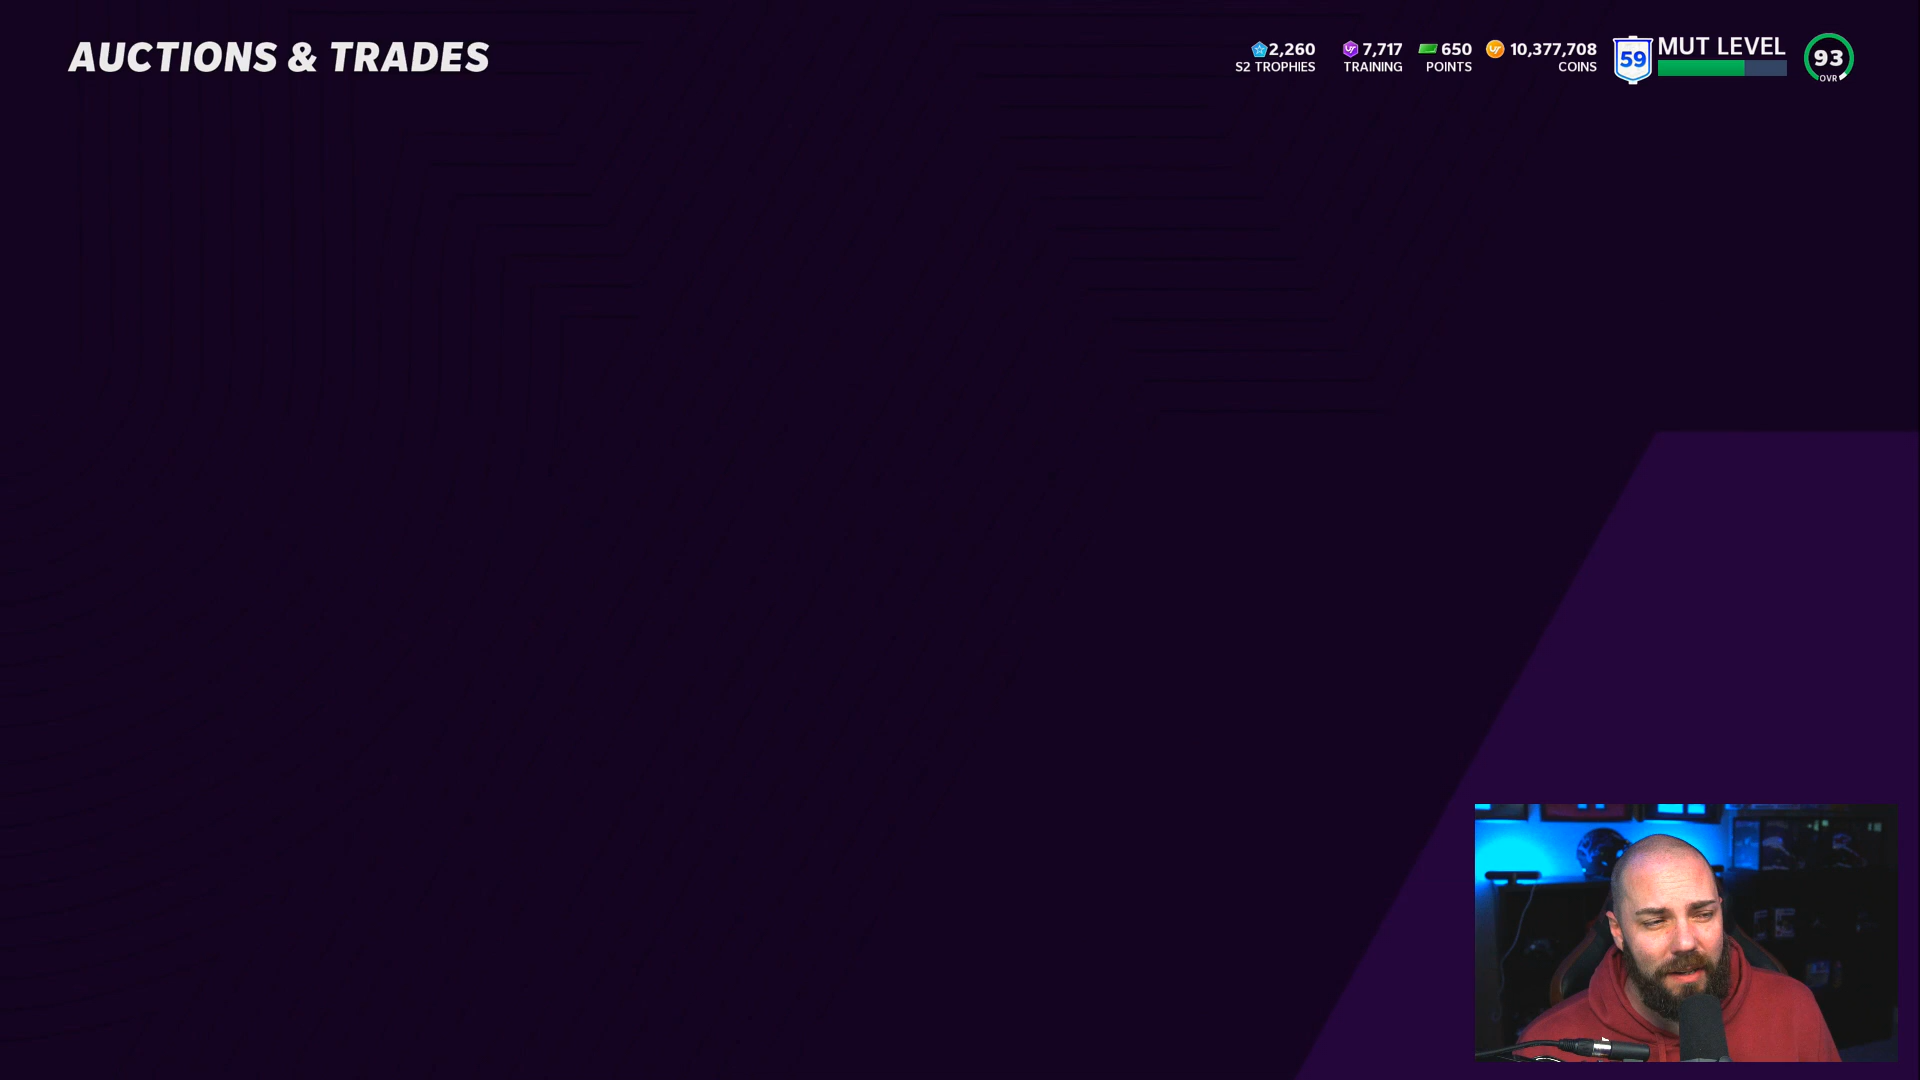 AUCTIONS & TRADES
2,260
S2 TROPHIES
7,717
TRAINING
650
POINTS
10,377,708
COINS
59
MUT LEVEL
93
OVR